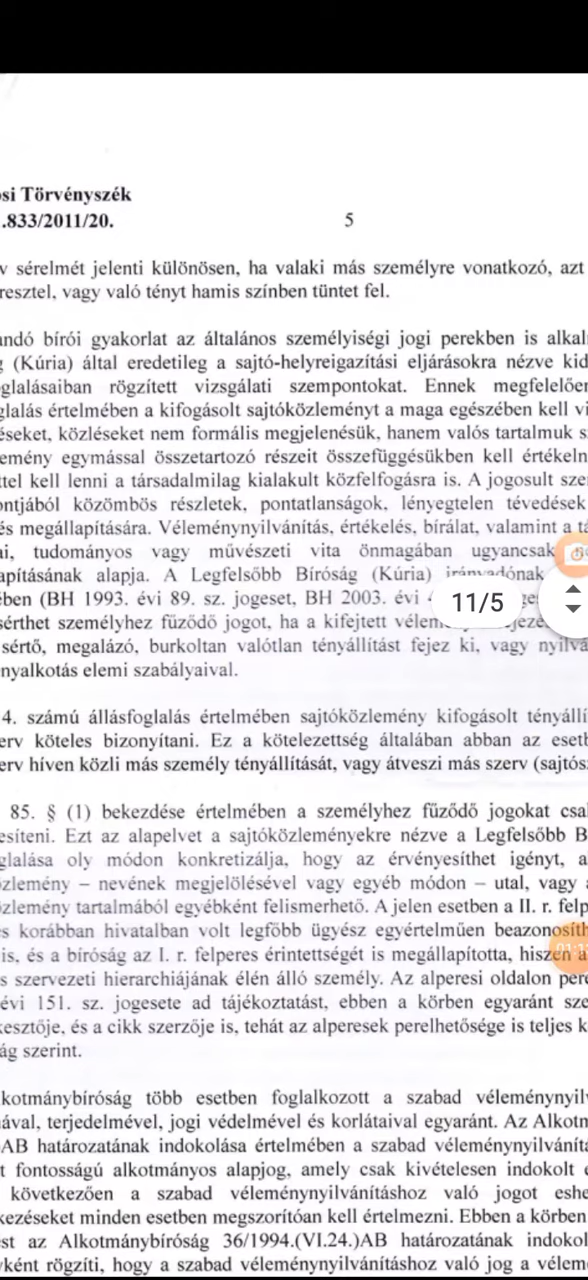 si Törvényszék
.833/2011/20. 5
v sérelmét jelenti különösen, ha valaki más személyre vonatkozó, azt
resztel, vagy való tényt hamis színben tüntet fel.
andó bírói gyakorlat az általános személyiségi jogi perekben is alkal
g (Kúria) által eredetileg a sajtó-helyreigazítási eljárásokra nézve kid
oglalásaiban rögzített vizsgálati szempontokat. Ennek megfelelően
glalás értelmében a kifogásolt sajtóközleményt a maga egészében kell vi
éseket, közléseket nem formális megjelenésük, hanem valós tartalmuk s
emény egymással összetartozó részeit összefüggésükben kell értékeln
ttel kell lenni a társadalmilag kialakult közfelfogásra is. A jogosult sze
ontjából közömbös részletek, pontatlanságok, lényegtelen tévedések
és megállapítására. Véleménynyilvánítás, értékelés, bírálat, valamint a tá
ai, tudományos vagy művészeti vita önmagában ugyancsak
apításának alapja. A Legfelsőbb Bíróság (Kúria) irányadónak
ében (BH 1993. évi 89. sz. jogeset, BH 2003. évi
11/5
sérthet személyhez fűződő jogot, ha a kifejtett
sértő, megalázó, burkoltan valótlan tényállítást fejez ki, vagy nyilvá
nyalkotás elemi szabályaival.
4. számú állásfoglalás értelmében sajtóközlemény kifogásolt tényállí
erv köteles bizonyítani. Ez a kötelezettség általában abban az esetb
erv híven közli más személy tényállítását, vagy átveszi más szerv (sajtós
85. § (1) bekezdése értelmében a személyhez fűződő jogokat csa
esíteni. Ezt az alapelvet a sajtóközleményekre nézve a Legfelsőbb B
glalása oly módon konkretizálja, hogy az érvényesíthet igényt, a
özlemény – nevének megjelölésével vagy egyéb módon – utal, vagy
özlemény tartalmából egyébként felismerhető. A jelen esetben a II. r. felp
s korábban hivatalban volt legfőbb ügyész egyértelműen beazonosíth
is, és a bíróság az I. r. felperes érintettségét is megállapította, hiszen a
s szervezeti hierarchiájának élén álló személy. Az alperesi oldalon per
évi 151. sz. jogesete ad tájékoztatást, ebben a körben egyaránt sze
kesztője, és a cikk szerzője is, tehát az alperesek perelhetősége is teljes k
ág szerint.
lkotmánybíróság több esetben foglalkozott a szabad véleménynyil
ával, terjedelmével, jogi védelmével és korlátaival egyaránt. Az Alkotm
AB határozatának indokolása értelmében a szabad véleménynyilvánítá
t fontosságú alkotmányos alapjog, amely csak kivételesen indokolt
következően a szabad véleménynyilvánításhoz való jogot eshe
kezéseket minden esetben megszorítóan kell értelmezni. Ebben a körben
st az Alkotmánybíróság 36/1994.(VI.24.)AB határozatának indokol
ként rögzíti, hogy a szabad véleménynyilvánításhoz való jog a vélem